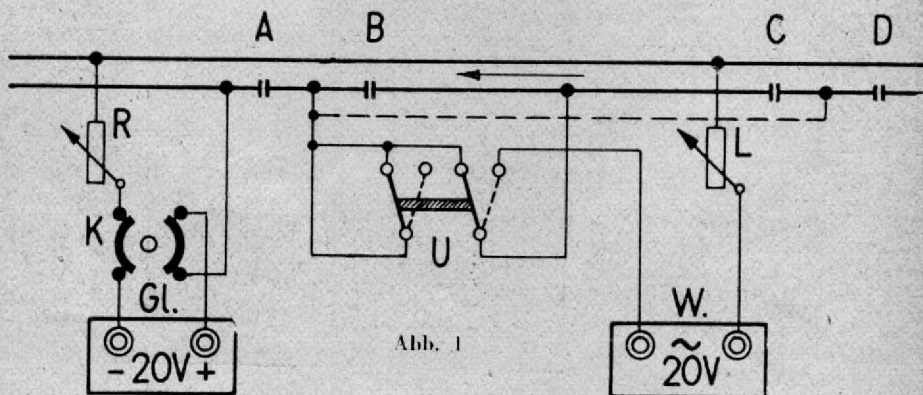 A B C D
R L
K U
Gl. W.
Abb. 1
- 20V + ~
20V